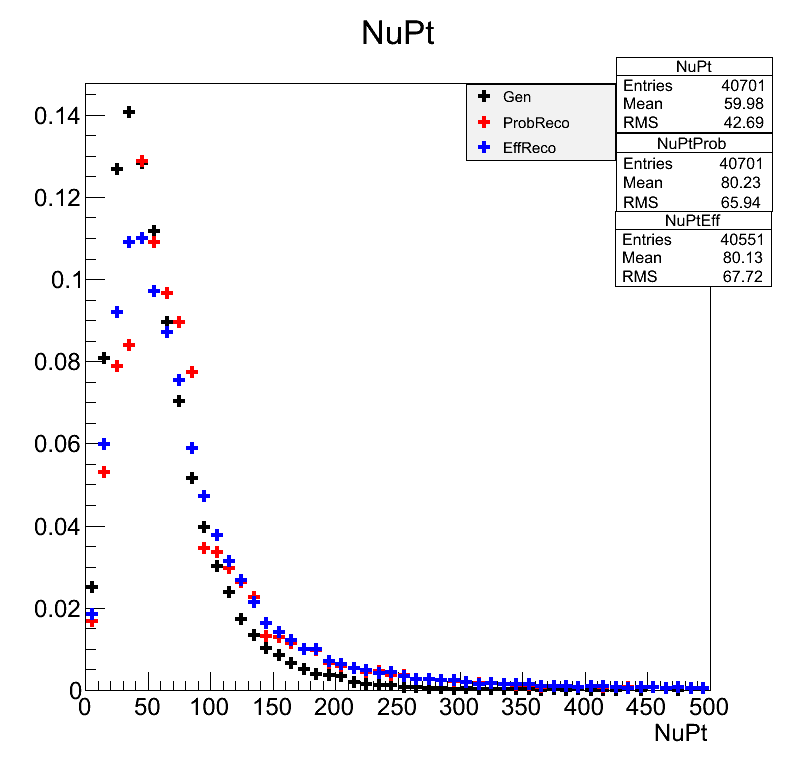 NuPt
NuPt
Entries 40701
Mean 59.98
RMS 42.69
NuPtProb
Entries 40701
Mean 80.23
RMS 65.94
NuPtEff
Entries 40551
Mean 80.13
RMS 67.72
Gen
ProbReco
EffReco
0.14
0.12
0.1
0.08
0.06
0.04
0.02
0
0 50 100 150 200 250 300 350 400 450 500
NuPt